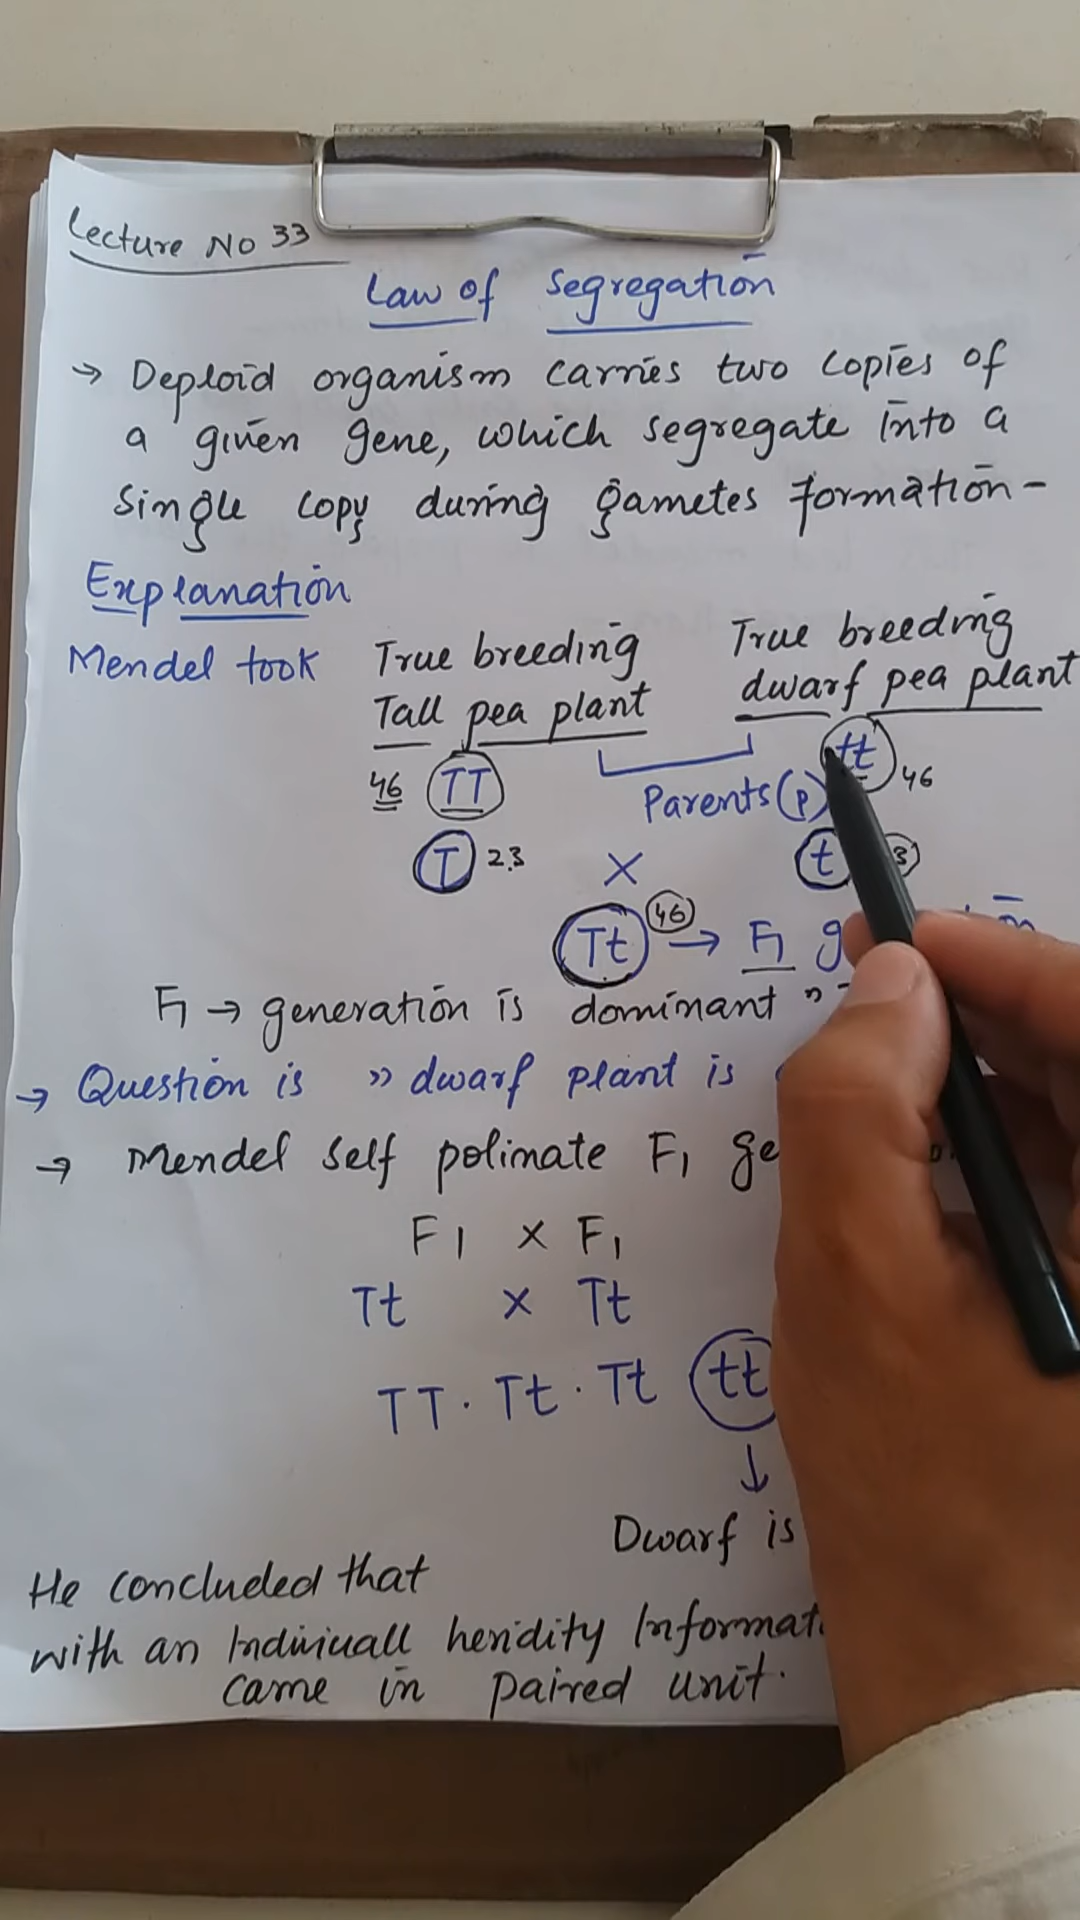 Lecture No 33
Law of segregation
→ Deploid organism carries two copies of
a given gene, which segregate into a
single copy during gametes formation-
Explanation
Mendel took
True breeding
Tall pea plant
True breeding
dwarf pea plant
46 TT
tt 46
Parents (p)
T 23
×
t
Tt 46 → F1
F1 → generation is dominant "
→ Question is " dwarf plant is
→ Mendel self polinate F1 ge
F1 × F1
Tt × Tt
TT . Tt . Tt tt
↓
Dwarf is
He concluded that
with an Indiviuall heridity Informat
came in paired unit.